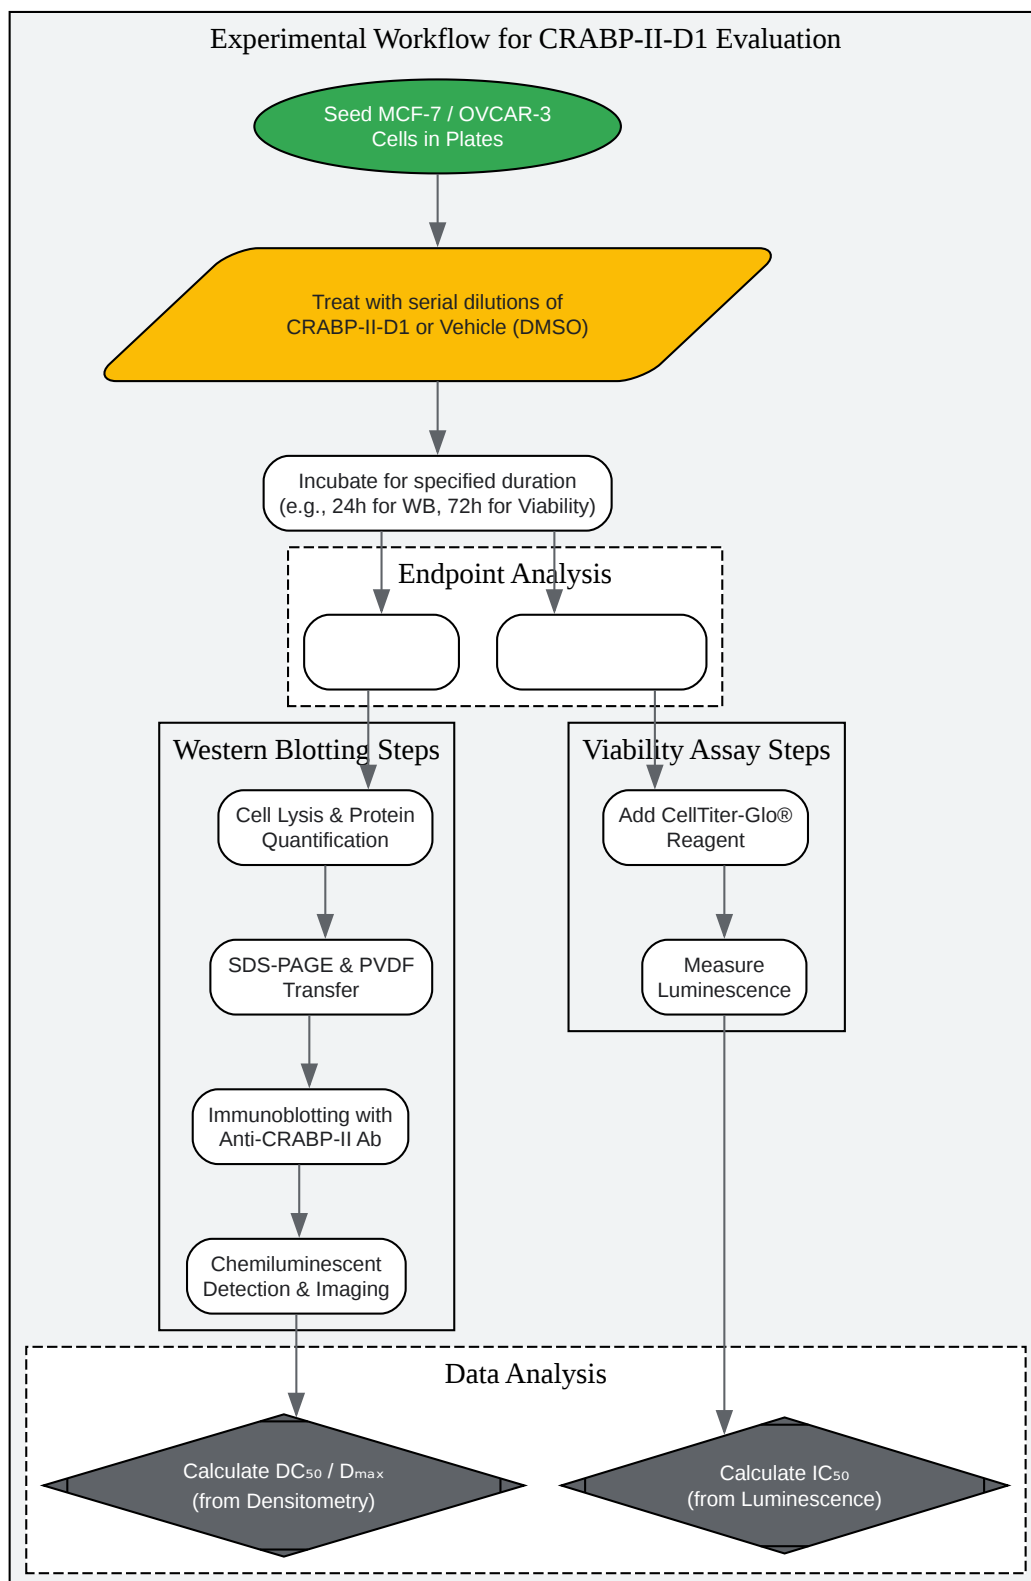 Experimental Workflow for CRABP-II-D1 Evaluation
Seed MCF-7 / OVCAR-3
Cells in Plates
Treat with serial dilutions of
CRABP-II-D1 or Vehicle (DMSO)
Incubate for specified duration
(e.g., 24h for WB, 72h for Viability)
Endpoint Analysis
Western Blotting Steps
Cell Lysis & Protein
Quantification
SDS-PAGE & PVDF
Transfer
Immunoblotting with
Anti-CRABP-II Ab
Chemiluminescent
Detection & Imaging
Viability Assay Steps
Add CellTiter-Glo®
Reagent
Measure
Luminescence
Data Analysis
Calculate DC₅₀ / Dₘₐₓ
(from Densitometry)
Calculate IC₅₀
(from Luminescence)